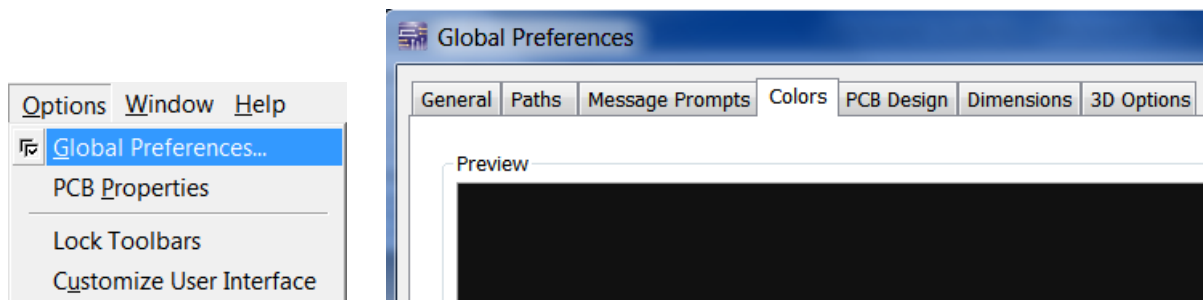 Options Window Help
Global Preferences...
PCB Properties
Lock Toolbars
Customize User Interface
Global Preferences
General Paths Message Prompts Colors PCB Design Dimensions 3D Options
Preview